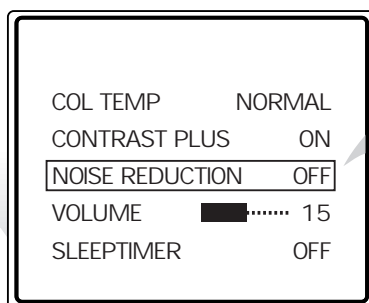 COL TEMP NORMAL
CONTRAST PLUS ON
NOISE REDUCTION OFF
VOLUME 15
SLEEPTIMER OFF